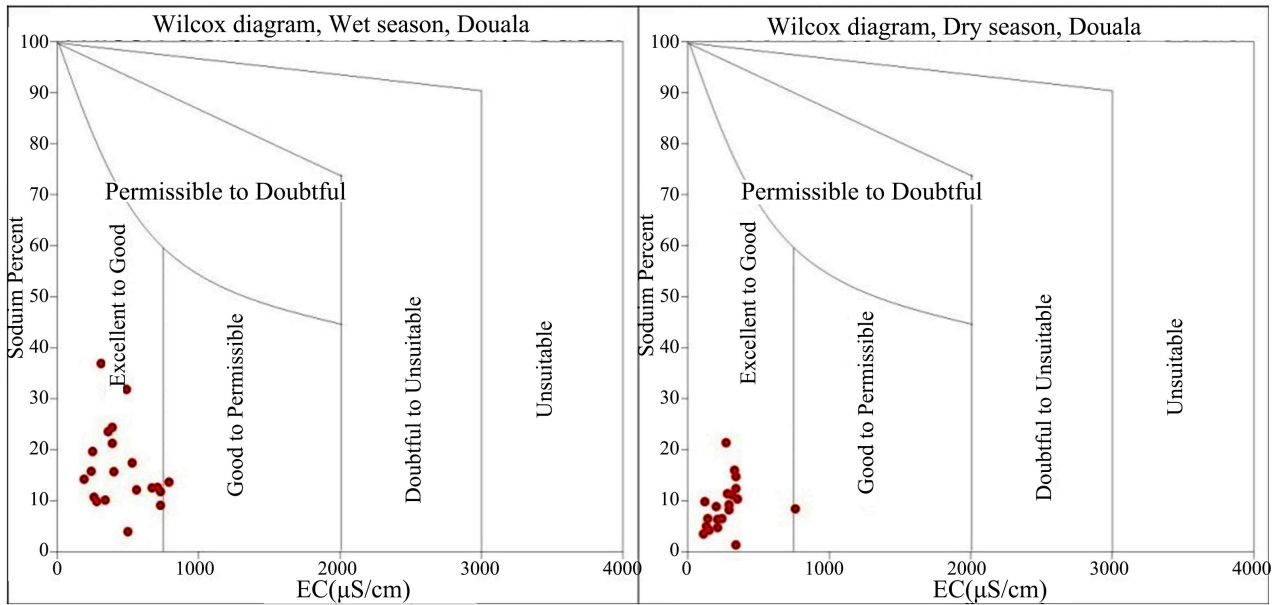 Wilcox diagram, Wet season, Douala
100
90
80
70
60
50
40
30
20
10
0
Soduim Percent
Permissible to Doubtful
Excellent to Good
Good to Permissible
Doubtful to Unsuitable
Unsuitable
0 1000 2000 3000 4000
EC(μS/cm)
Wilcox diagram, Dry season, Douala
100
90
80
70
60
50
40
30
20
10
0
Soduim Percent
Permissible to Doubtful
Excellent to Good
Good to Permissible
Doubtful to Unsuitable
Unsuitable
0 1000 2000 3000 4000
EC(μS/cm)